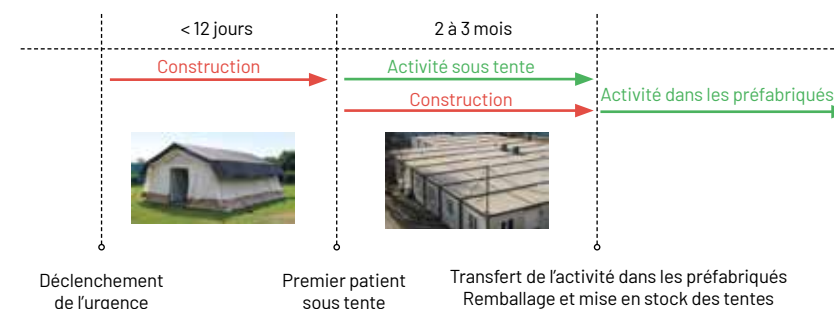 < 12 jours
2 à 3 mois
Construction
Activité sous tente
Construction
Activité dans les préfabriqués
Déclenchement
de l'urgence
Premier patient
sous tente
Transfert de l'activité dans les préfabriqués
Remballage et mise en stock des tentes